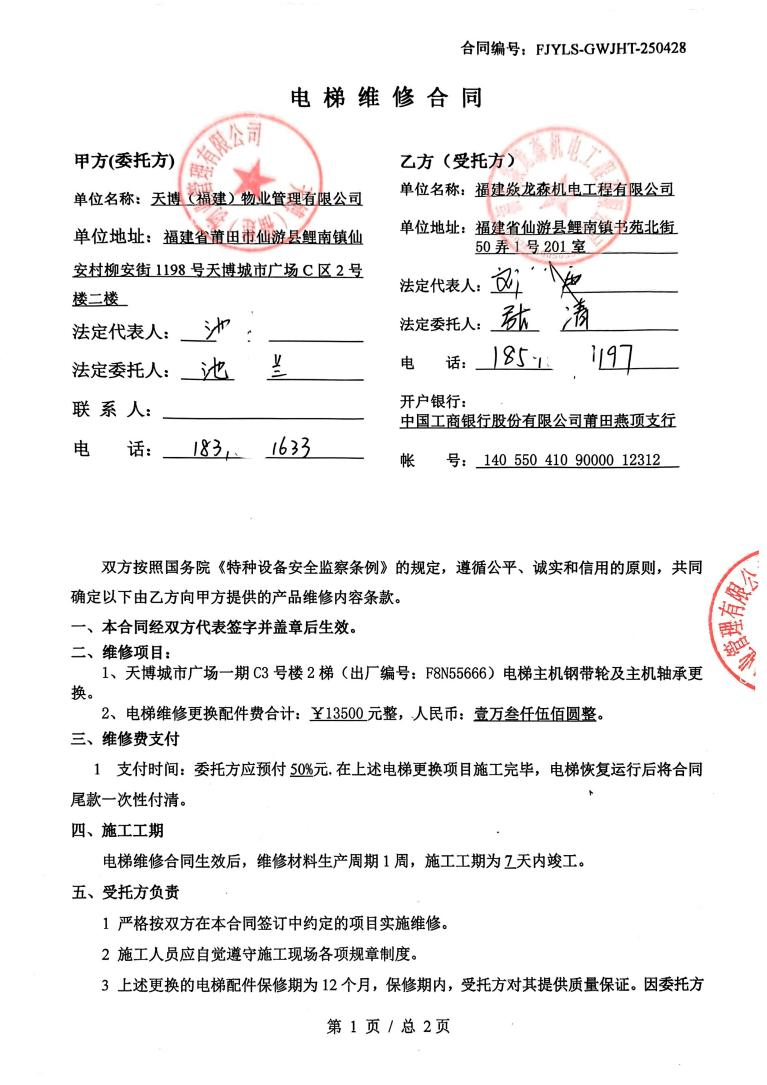 合同编号：FJYLS-GWJHT-250428
电梯维修合同
甲方(委托方)
单位名称：天博（福建）物业管理有限公司
单位地址：福建省莆田市仙游县鲤南镇仙
安村柳安街 1198 号天博城市广场 C 区 2 号
楼二楼
法定代表人：池
法定委托人：池 兰
联 系 人：
电 话：183 1633
乙方（受托方）
单位名称：福建焱龙森机电工程有限公司
单位地址：福建省仙游县鲤南镇书苑北街
50 弄 1 号 201 室
法定代表人：刘
法定委托人：张 清
电 话：185 197
开户银行：
中国工商银行股份有限公司莆田燕顶支行
帐 号：140 550 410 90000 12312
双方按照国务院《特种设备安全监察条例》的规定，遵循公平、诚实和信用的原则，共同
确定以下由乙方向甲方提供的产品维修内容条款。
一、本合同经双方代表签字并盖章后生效。
二、维修项目：
1、天博城市广场一期 C3 号楼 2 梯（出厂编号：F8N55666）电梯主机钢带轮及主机轴承更
换。
2、电梯维修更换配件费合计：￥13500 元整，人民币：壹万叁仟伍佰圆整。
三、维修费支付
1 支付时间：委托方应预付 50%元.在上述电梯更换项目施工完毕，电梯恢复运行后将合同
尾款一次性付清。
四、施工工期
电梯维修合同生效后，维修材料生产周期 1 周，施工工期为 7 天内竣工。
五、受托方负责
1 严格按双方在本合同签订中约定的项目实施维修。
2 施工人员应自觉遵守施工现场各项规章制度。
3 上述更换的电梯配件保修期为 12 个月，保修期内，受托方对其提供质量保证。因委托方
管理有限公
第 1 页 / 总 2 页